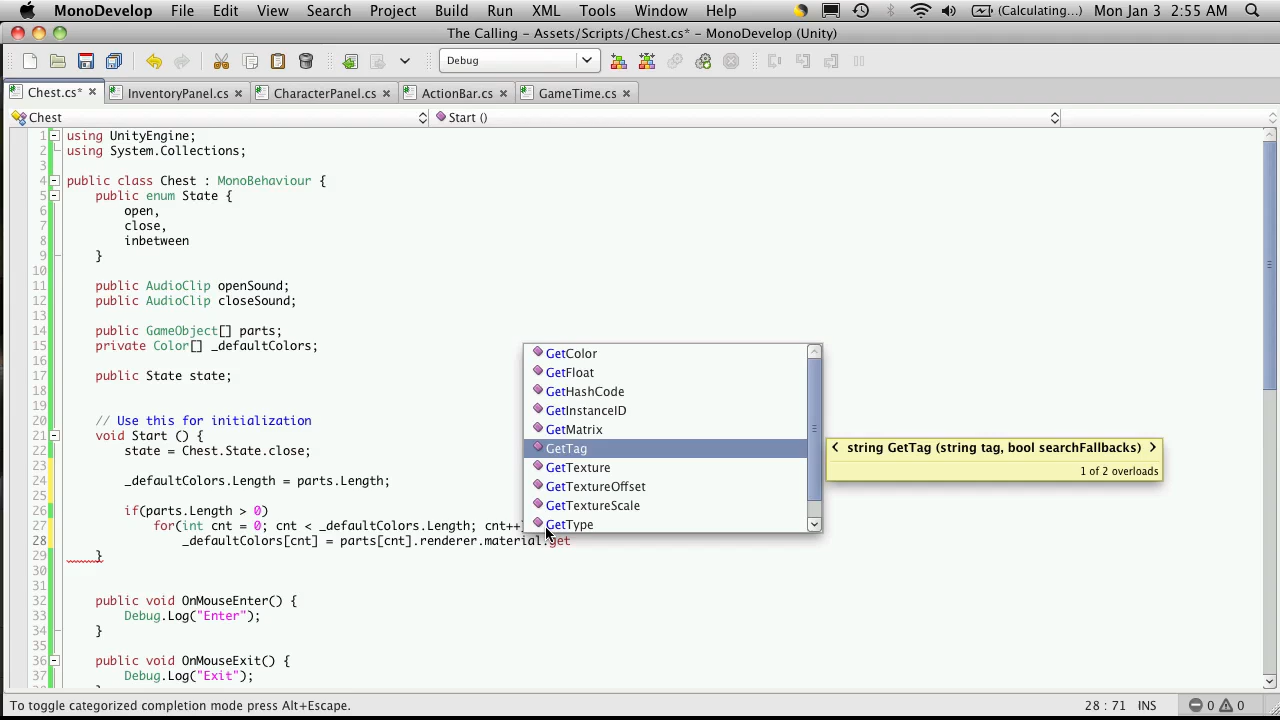 MonoDevelop File Edit View Search Project Build Run XML Tools Window Help (Calculating...) Mon Jan 3 2:55 AM
The Calling - Assets/Scripts/Chest.cs* - MonoDevelop (Unity)
Debug
Chest.cs* InventoryPanel.cs CharacterPanel.cs ActionBar.cs GameTime.cs
Chest Start ()
1 using UnityEngine;
2 using System.Collections;
3
4 public class Chest : MonoBehaviour {
5 public enum State {
6 open,
7 close,
8 inbetween
9 }
10
11 public AudioClip openSound;
12 public AudioClip closeSound;
13
14 public GameObject[] parts;
15 private Color[] _defaultColors;
16
17 public State state;
18
19
20 // Use this for initialization
21 void Start () {
22 state = Chest.State.close;
23
24 _defaultColors.Length = parts.Length;
25
26 if(parts.Length > 0)
27 for(int cnt = 0; cnt < _defaultColors.Length; cnt++)
28 _defaultColors[cnt] = parts[cnt].renderer.material.get
29 }
30
31
32 public void OnMouseEnter() {
33 Debug.Log("Enter");
34 }
35
36 public void OnMouseExit() {
37 Debug.Log("Exit");
GetColor
GetFloat
GetHashCode
GetInstanceID
GetMatrix
GetTag
GetTexture
GetTextureOffset
GetTextureScale
GetType
string GetTag (string tag, bool searchFallbacks)
1 of 2 overloads
To toggle categorized completion mode press Alt+Escape. 28 : 71 INS 0 0